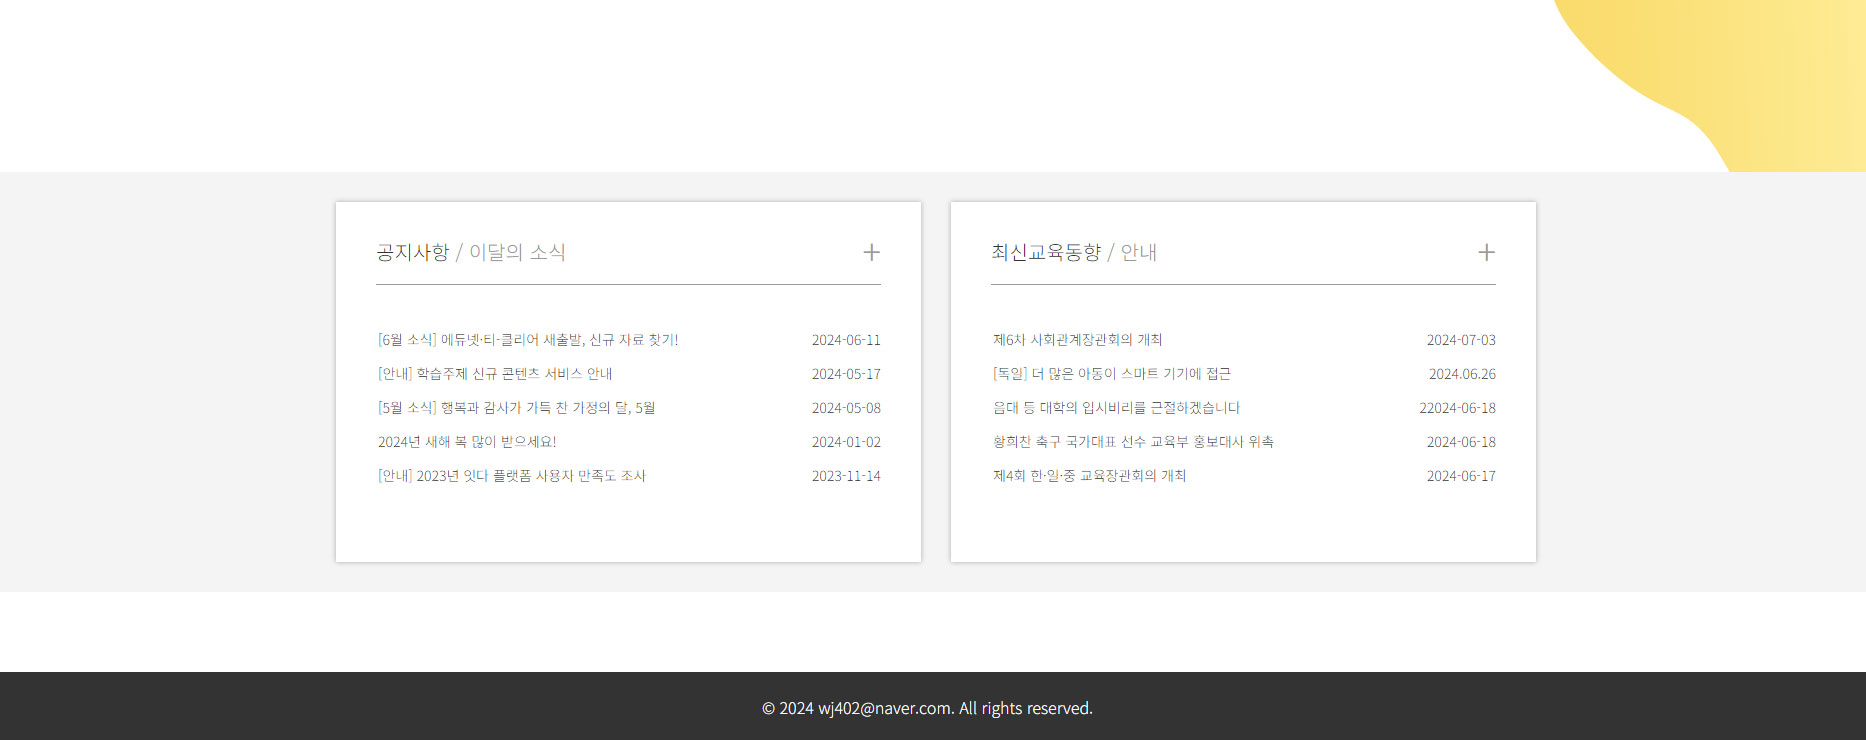 공지사항 / 이달의 소식 +
[6월 소식] 에듀넷·티-클리어 새출발, 신규 자료 찾기! 2024-06-11
[안내] 학습주제 신규 콘텐츠 서비스 안내 2024-05-17
[5월 소식] 행복과 감사가 가득 찬 가정의 달, 5월 2024-05-08
2024년 새해 복 많이 받으세요! 2024-01-02
[안내] 2023년 잇다 플랫폼 사용자 만족도 조사 2023-11-14
최신교육동향 / 안내 +
제6차 사회관계장관회의 개최 2024-07-03
[독일] 더 많은 아동이 스마트 기기에 접근 2024.06.26
음대 등 대학의 입시비리를 근절하겠습니다 22024-06-18
황희찬 축구 국가대표 선수 교육부 홍보대사 위촉 2024-06-18
제4회 한·일·중 교육장관회의 개최 2024-06-17
© 2024 wj402@naver.com. All rights reserved.